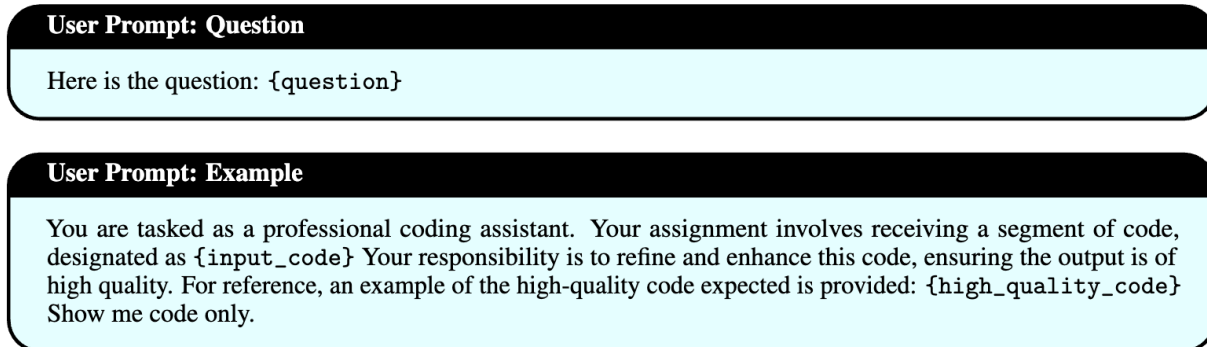 User Prompt: Question
Here is the question: {question}
User Prompt: Example
You are tasked as a professional coding assistant. Your assignment involves receiving a segment of code,
designated as {input_code} Your responsibility is to refine and enhance this code, ensuring the output is of
high quality. For reference, an example of the high-quality code expected is provided: {high_quality_code}
Show me code only.